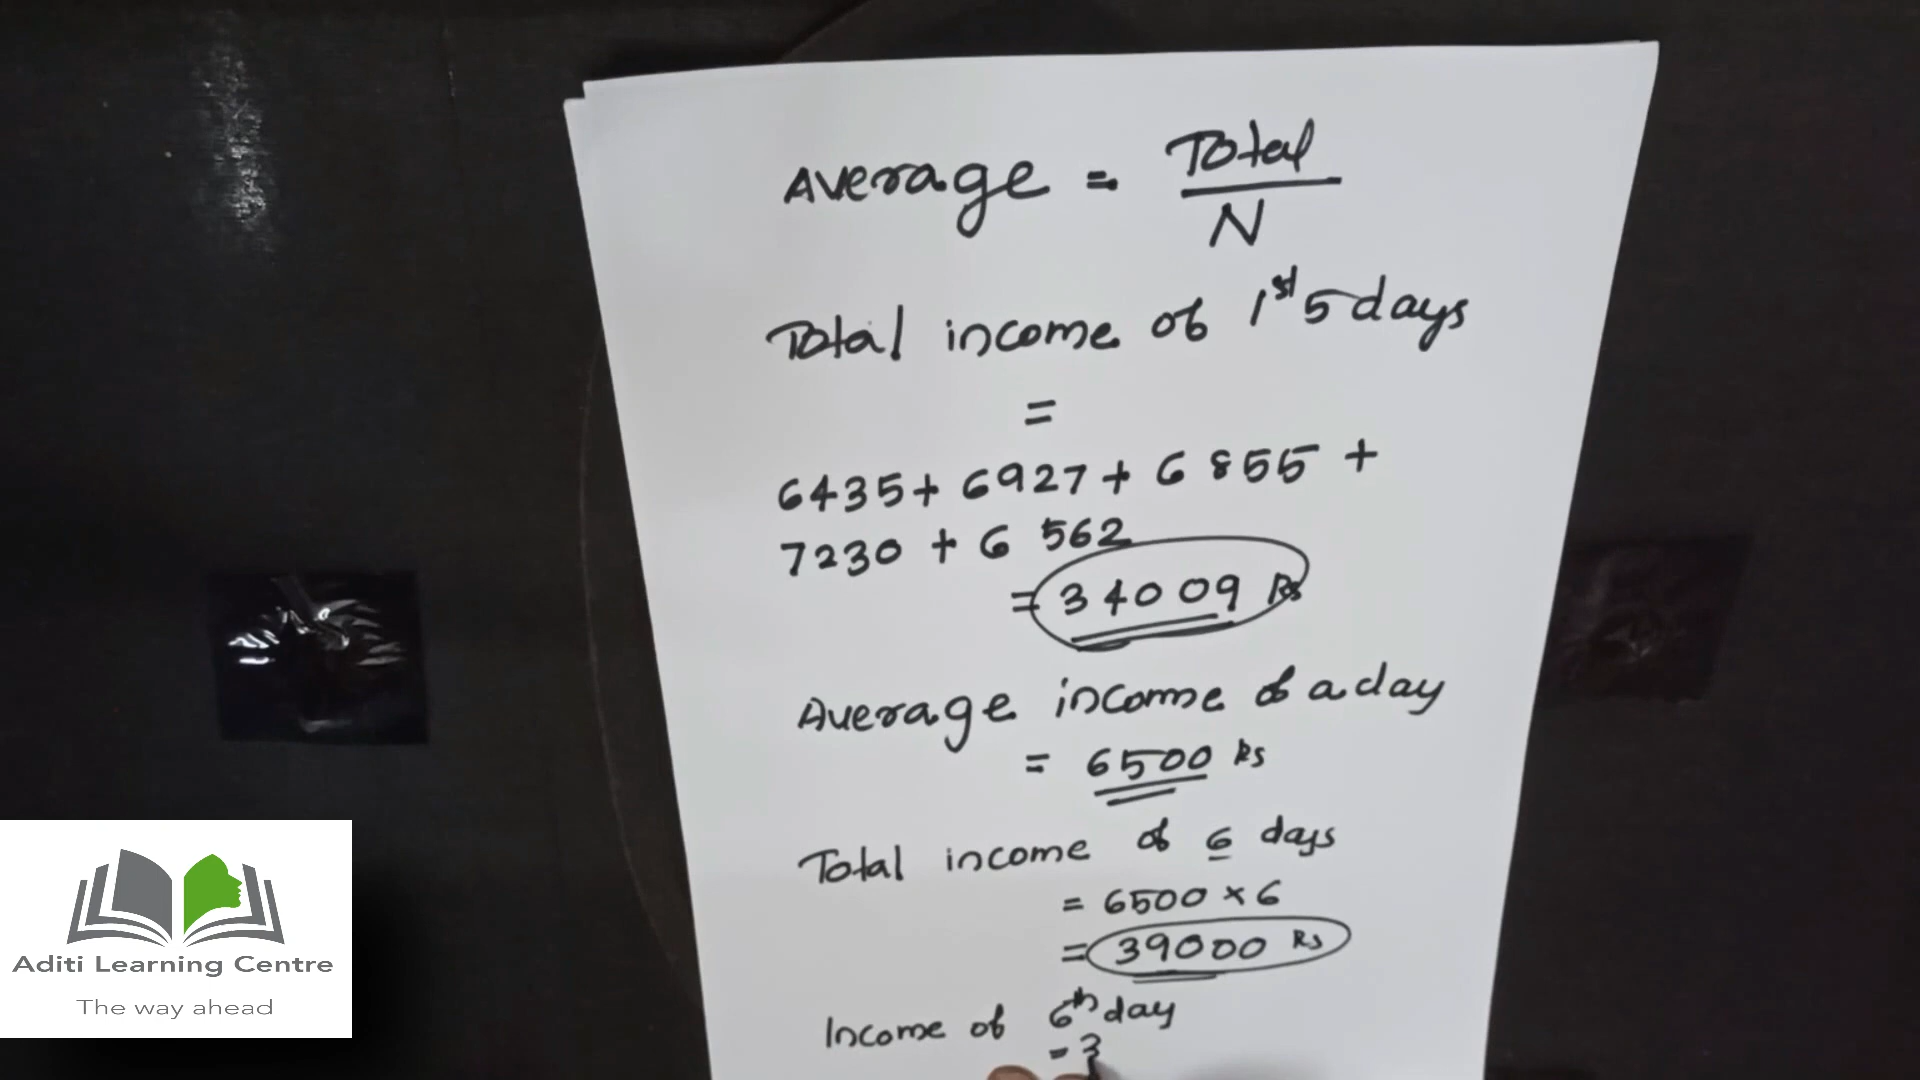 Average = Total
N
Total income of 1st 5 days
=
6435 + 6927 + 6855 +
7230 + 6562
= 34009 Rs
Average income of a day
= 6500 Rs
Total income of 6 days
= 6500 × 6
= 39000 Rs
Income of 6th day
= 3
Aditi Learning Centre
The way ahead